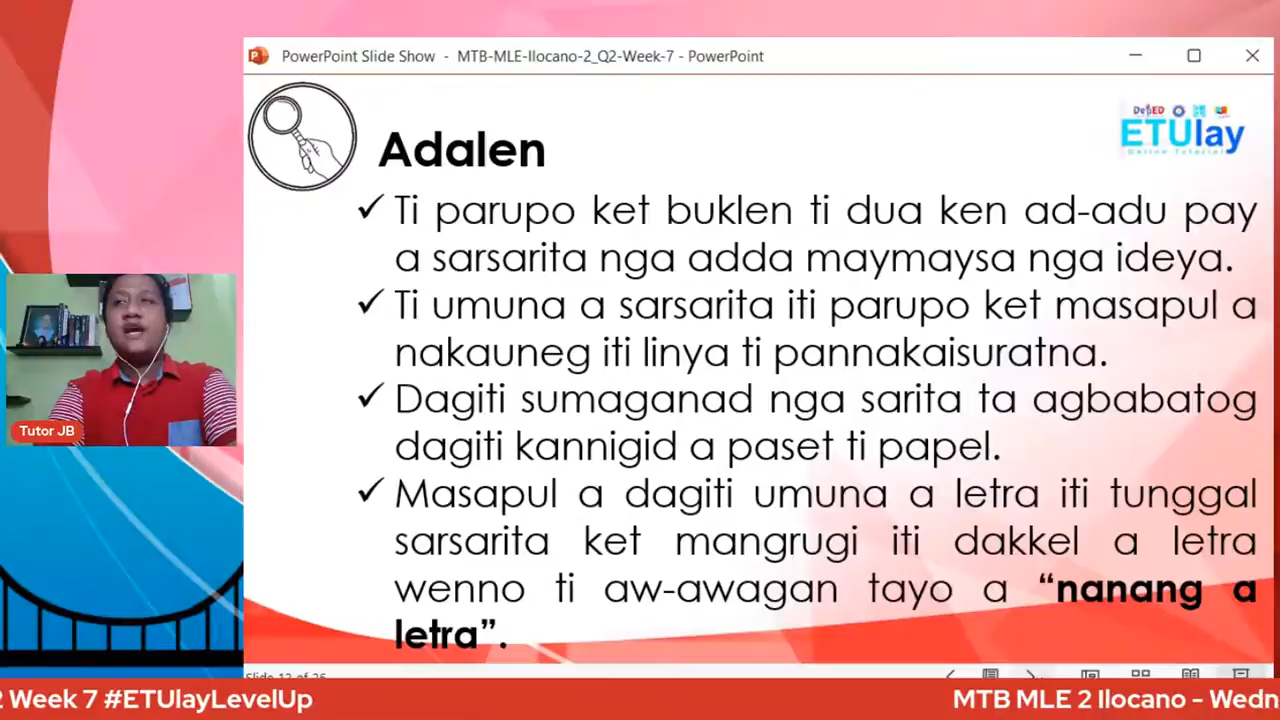 PowerPoint Slide Show - MTB-MLE-Ilocano-2_Q2-Week-7 - PowerPoint
DepED
ETUlay
Online Tutorial
Adalen
✓ Ti parupo ket buklen ti dua ken ad-adu pay
a sarsarita nga adda maymaysa nga ideya.
✓ Ti umuna a sarsarita iti parupo ket masapul a
nakauneg iti linya ti pannakaisuratna.
✓ Dagiti sumaganad nga sarita ta agbabatog
dagiti kannigid a paset ti papel.
✓ Masapul a dagiti umuna a letra iti tunggal
sarsarita ket mangrugi iti dakkel a letra
wenno ti aw-awagan tayo a “nanang a
letra”.
Tutor JB
2 Week 7 #ETUlayLevelUp
MTB MLE 2 Ilocano - Wedn